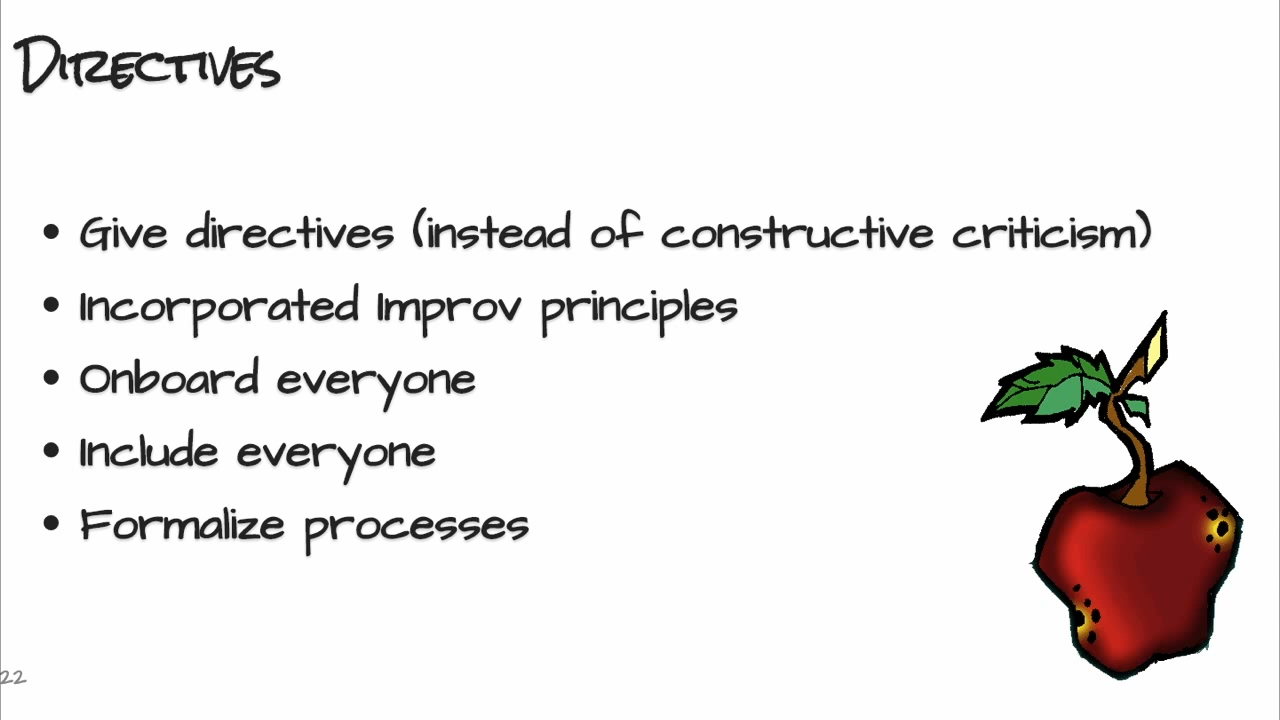 Directives
• Give directives (instead of constructive criticism)
• Incorporated Improv principles
• Onboard everyone
• Include everyone
• Formalize processes
22